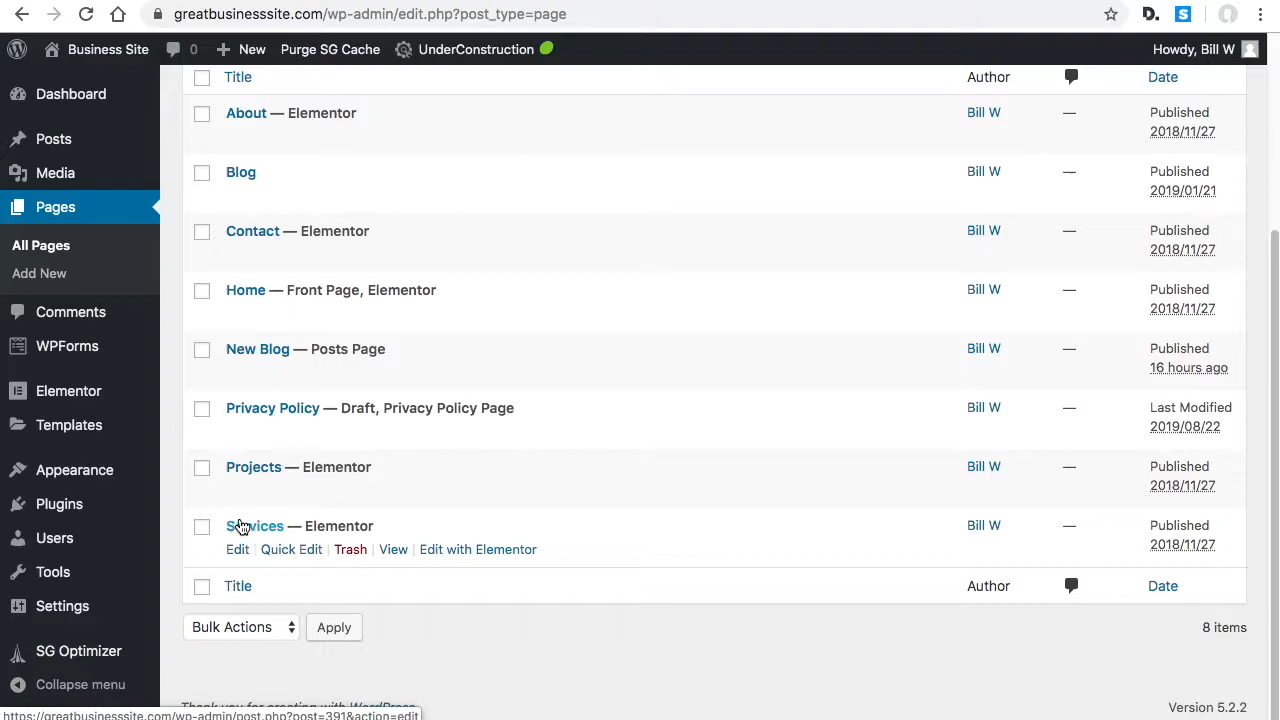 greatbusinesssite.com/wp-admin/edit.php?post_type=page
Business Site 0 New Purge SG Cache UnderConstruction Howdy, Bill W
Dashboard
Posts
Media
Pages
All Pages
Add New
Comments
WPForms
Elementor
Templates
Appearance
Plugins
Users
Tools
Settings
SG Optimizer
Collapse menu
Title Author Date
About — Elementor Bill W — Published
2018/11/27
Blog Bill W — Published
2019/01/21
Contact — Elementor Bill W — Published
2018/11/27
Home — Front Page, Elementor Bill W — Published
2018/11/27
New Blog — Posts Page Bill W — Published
16 hours ago
Privacy Policy — Draft, Privacy Policy Page Bill W — Last Modified
2019/08/22
Projects — Elementor Bill W — Published
2018/11/27
Services — Elementor Bill W — Published
Edit | Quick Edit | Trash | View | Edit with Elementor 2018/11/27
Title Author Date
Bulk Actions Apply 8 items
Thank you for creating with WordPress. Version 5.2.2
https://greatbusinesssite.com/wp-admin/post.php?post=391&action=edit